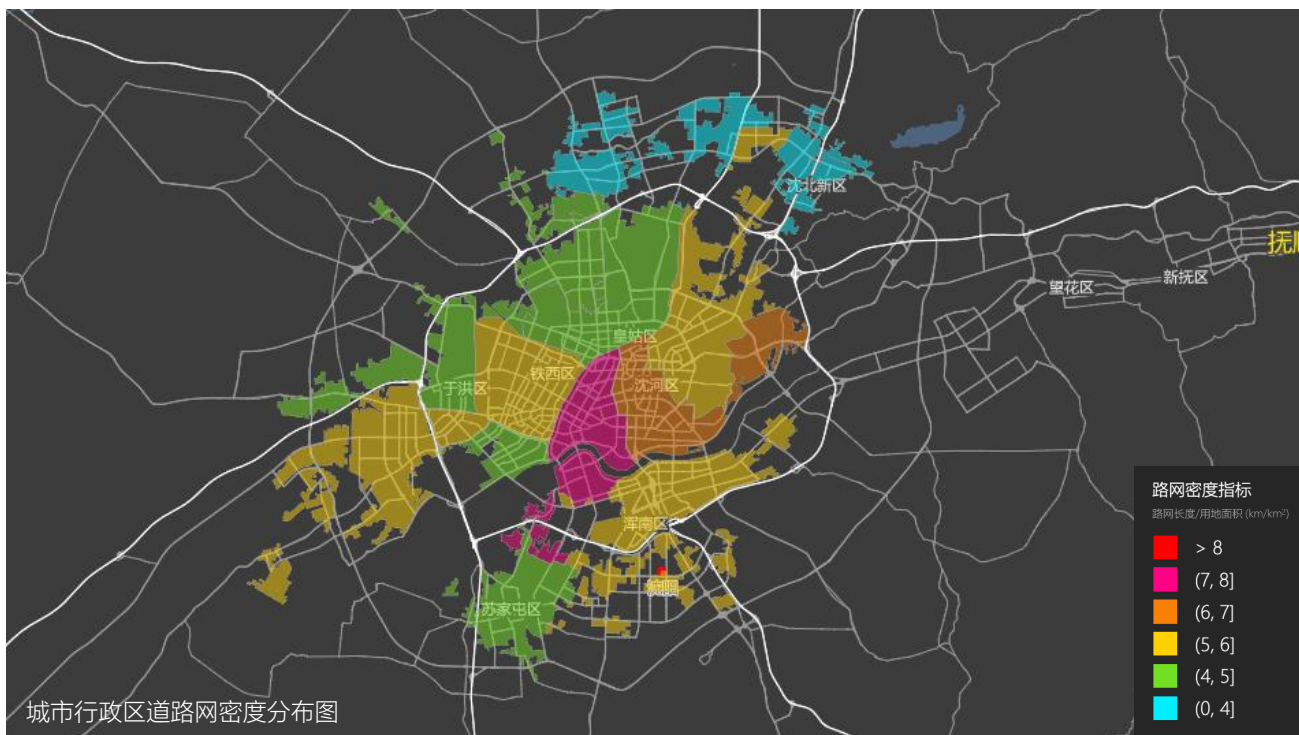 沈北新区
抚顺
新抚区
望花区
皇姑区
铁西区
沈河区
于洪区
浑南区
沈阳
苏家屯区
路网密度指标
路网长度/用地面积 (km/km²)
> 8
(7, 8]
(6, 7]
(5, 6]
(4, 5]
(0, 4]
城市行政区道路网密度分布图